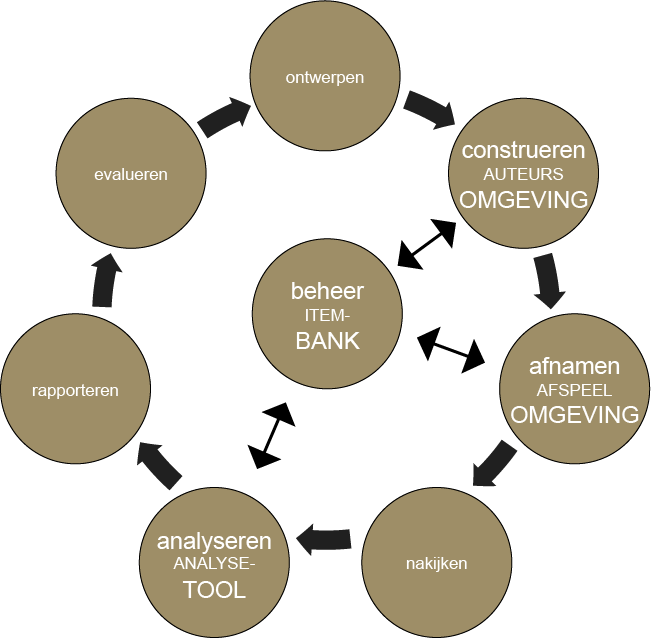 ontwerpen
construeren
AUTEURS
OMGEVING
evalueren
beheer
ITEM-
BANK
afnamen
AFSPEEL
OMGEVING
rapporteren
analyseren
ANALYSE-
TOOL
nakijken